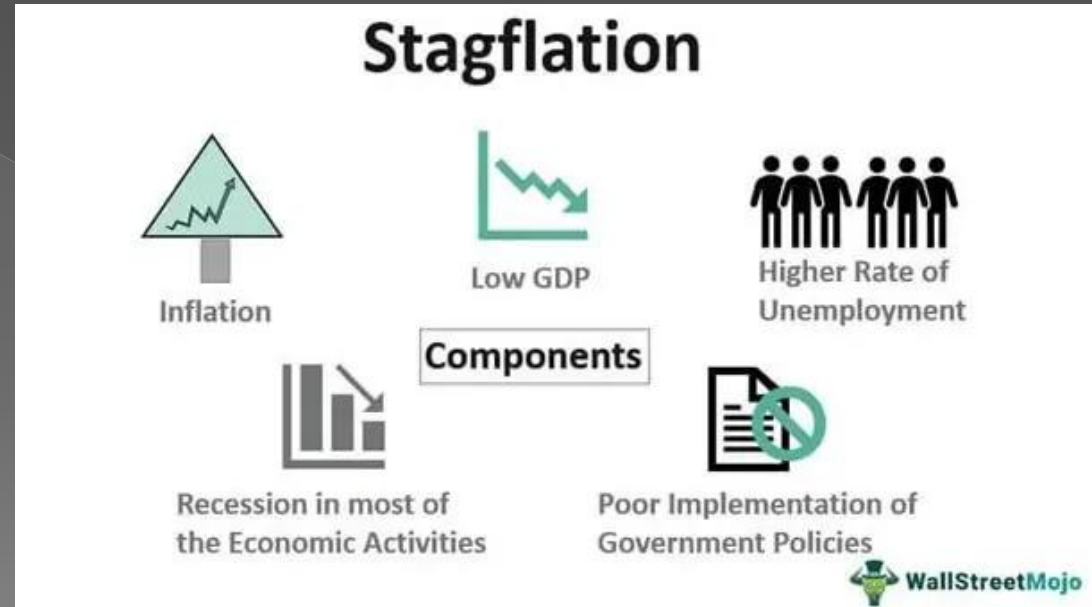 Stagflation
Inflation
Low GDP
Higher Rate of
Unemployment
Components
Recession in most of
the Economic Activities
Poor Implementation of
Government Policies
WallStreetMojo